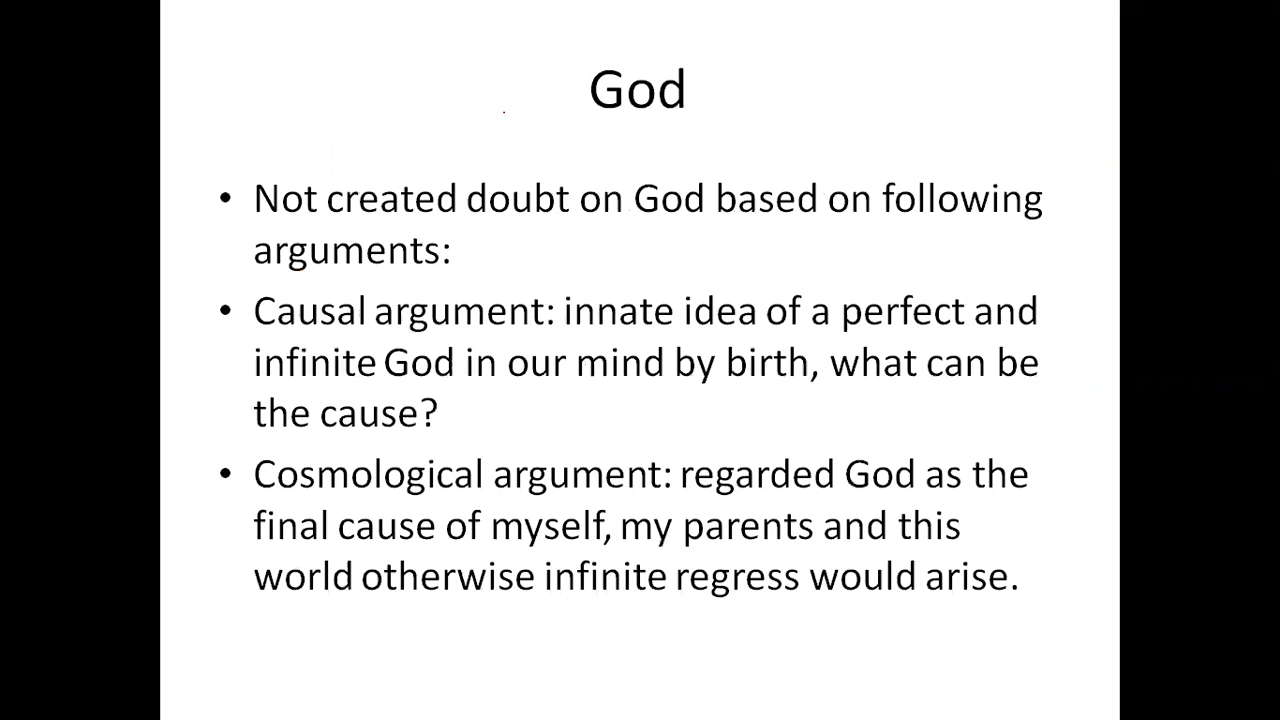 God
• Not created doubt on God based on following
arguments:
• Causal argument: innate idea of a perfect and
infinite God in our mind by birth, what can be
the cause?
• Cosmological argument: regarded God as the
final cause of myself, my parents and this
world otherwise infinite regress would arise.